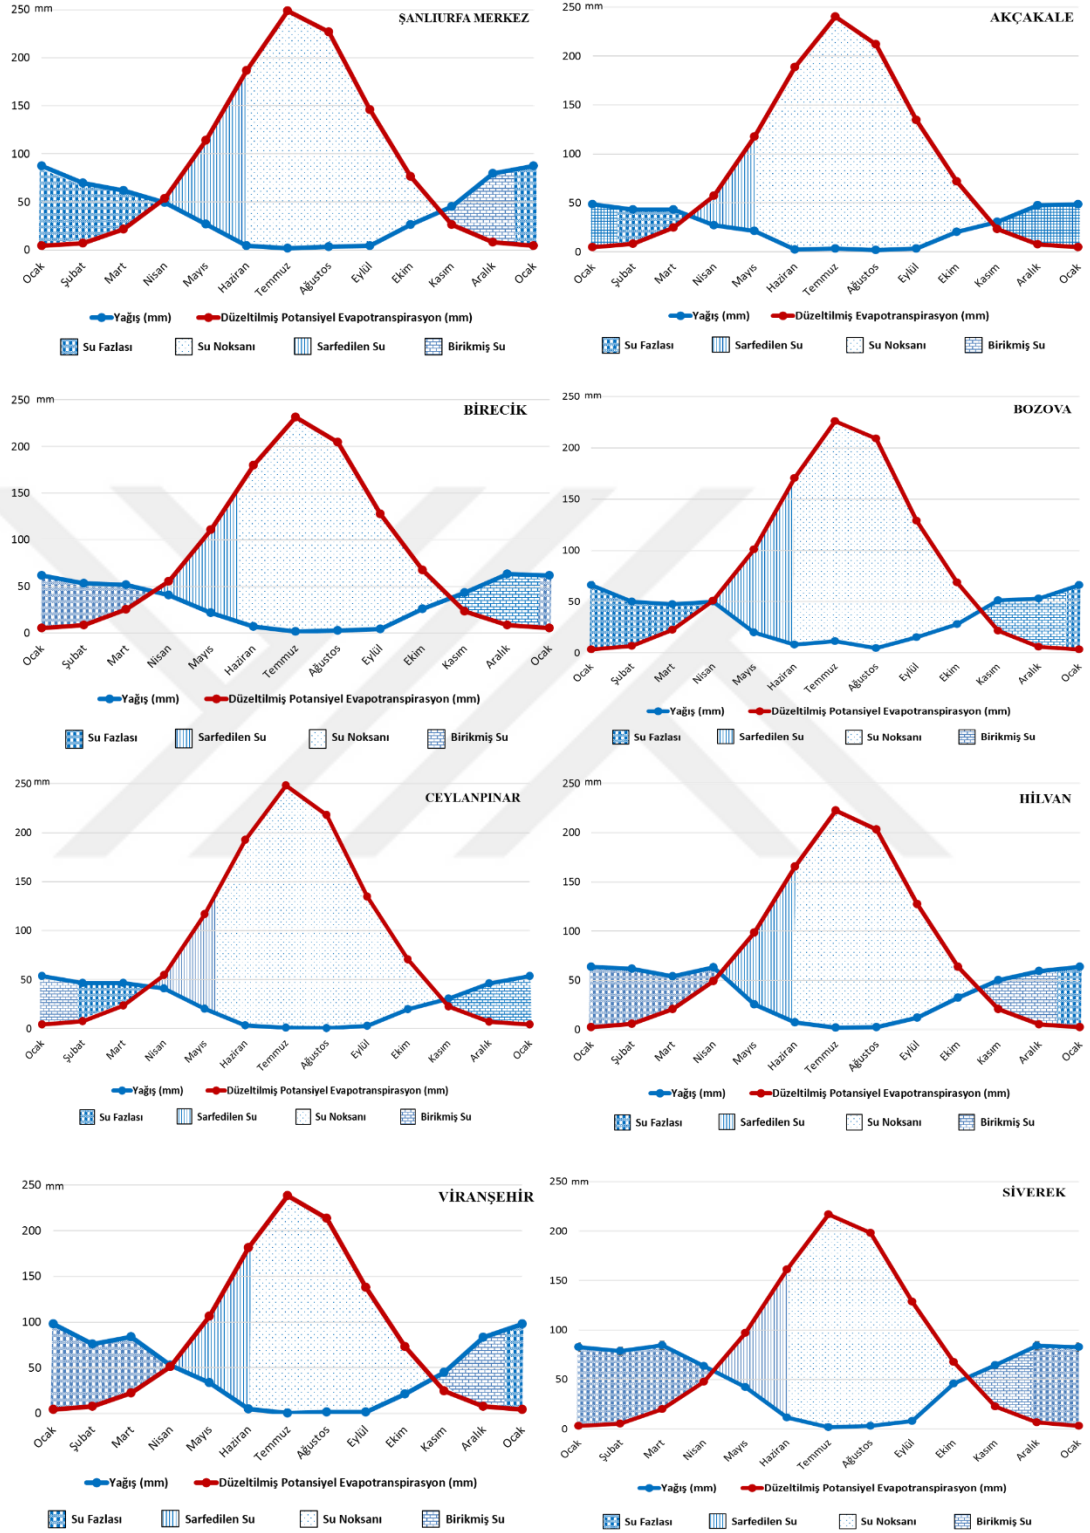 250 mm
ŞANLIURFA MERKEZ
200
150
100
50
0
Ocak Şubat Mart Nisan Mayıs Haziran Temmuz Ağustos Eylül Ekim Kasım Aralık Ocak
Yağış (mm) Düzeltilmiş Potansiyel Evapotranspirasyon (mm)
Su Fazlası Su Noksanı Sarfedilen Su Birikmiş Su
250 mm
AKÇAKALE
200
150
100
50
0
Ocak Şubat Mart Nisan Mayıs Haziran Temmuz Ağustos Eylül Ekim Kasım Aralık Ocak
Yağış (mm) Düzeltilmiş Potansiyel Evapotranspirasyon (mm)
Su Fazlası Sarfedilen Su Su Noksanı Birikmiş Su
250 mm
BİRECİK
200
150
100
50
0
Ocak Şubat Mart Nisan Mayıs Haziran Temmuz Ağustos Eylül Ekim Kasım Aralık Ocak
Yağış (mm) Düzeltilmiş Potansiyel Evapotranspirasyon (mm)
Su Fazlası Sarfedilen Su Su Noksanı Birikmiş Su
250 mm
BOZOVA
200
150
100
50
0
Ocak Şubat Mart Nisan Mayıs Haziran Temmuz Ağustos Eylül Ekim Kasım Aralık Ocak
Yağış (mm) Düzeltilmiş Potansiyel Evapotranspirasyon (mm)
Su Fazlası Sarfedilen Su Su Noksanı Birikmiş Su
250 mm
CEYLANPINAR
200
150
100
50
0
Ocak Şubat Mart Nisan Mayıs Haziran Temmuz Ağustos Eylül Ekim Kasım Aralık Ocak
Yağış (mm) Düzeltilmiş Potansiyel Evapotranspirasyon (mm)
Su Fazlası Sarfedilen Su Su Noksanı Birikmiş Su
250 mm
HİLVAN
200
150
100
50
0
Ocak Şubat Mart Nisan Mayıs Haziran Temmuz Ağustos Eylül Ekim Kasım Aralık Ocak
Yağış (mm) Düzeltilmiş Potansiyel Evapotranspirasyon (mm)
Su Fazlası Sarfedilen Su Su Noksanı Birikmiş Su
250 mm
VİRANŞEHİR
200
150
100
50
0
Ocak Şubat Mart Nisan Mayıs Haziran Temmuz Ağustos Eylül Ekim Kasım Aralık Ocak
Yağış (mm) Düzeltilmiş Potansiyel Evapotranspirasyon (mm)
Su Fazlası Sarfedilen Su Su Noksanı Birikmiş Su
250 mm
SİVEREK
200
150
100
50
0
Ocak Şubat Mart Nisan Mayıs Haziran Temmuz Ağustos Eylül Ekim Kasım Aralık Ocak
Yağış (mm) Düzeltilmiş Potansiyel Evapotranspirasyon (mm)
Su Fazlası Sarfedilen Su Su Noksanı Birikmiş Su